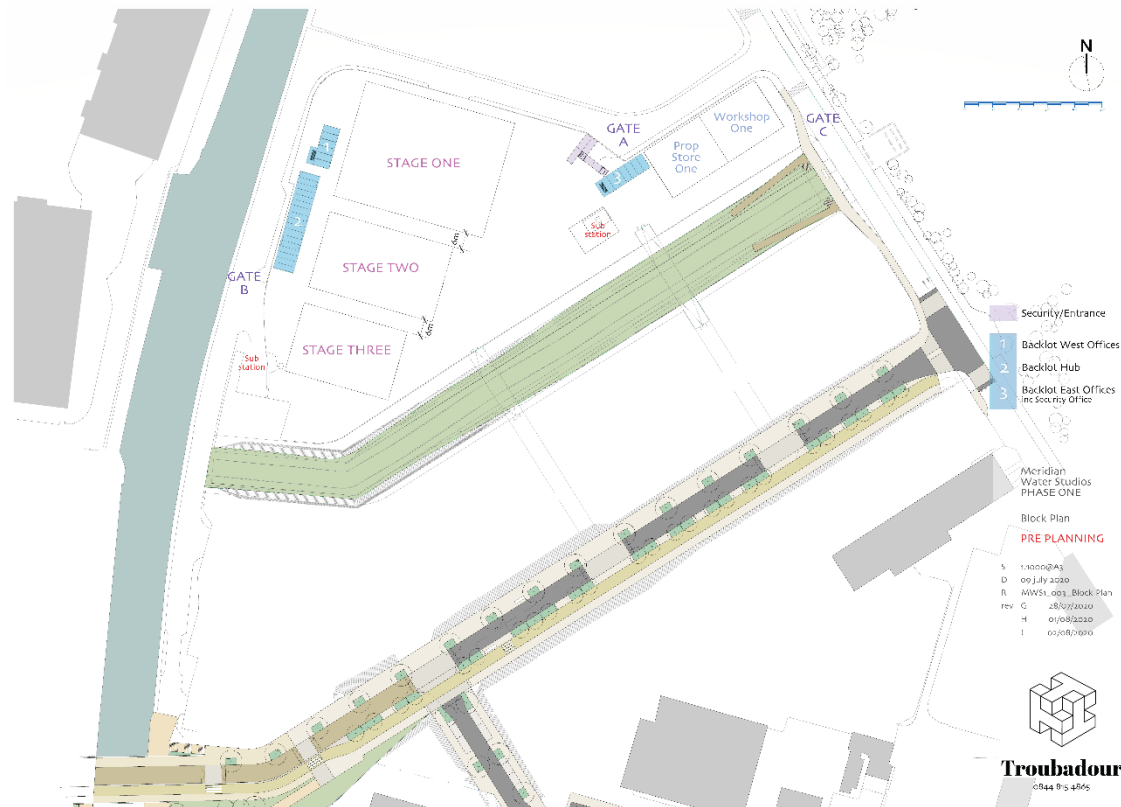 N
GATE
A
Workshop
One
GATE
C
Prop
Store
One
1
STAGE ONE
3
2
Sub
station
6m
STAGE TWO
GATE
B
6m
STAGE THREE
Sub
station
Security/Entrance
1 Backlot West Offices
2 Backlot Hub
3 Backlot East Offices
Inc Security Office
Meridian
Water Studios
PHASE ONE
Block Plan
PRE PLANNING
S 1:1000@A3
D 09 july 2020
R MWS1_003_Block Plan
rev G 28/07/2020
H 01/08/2020
I 02/08/2020
Troubadour
0844 815 4865